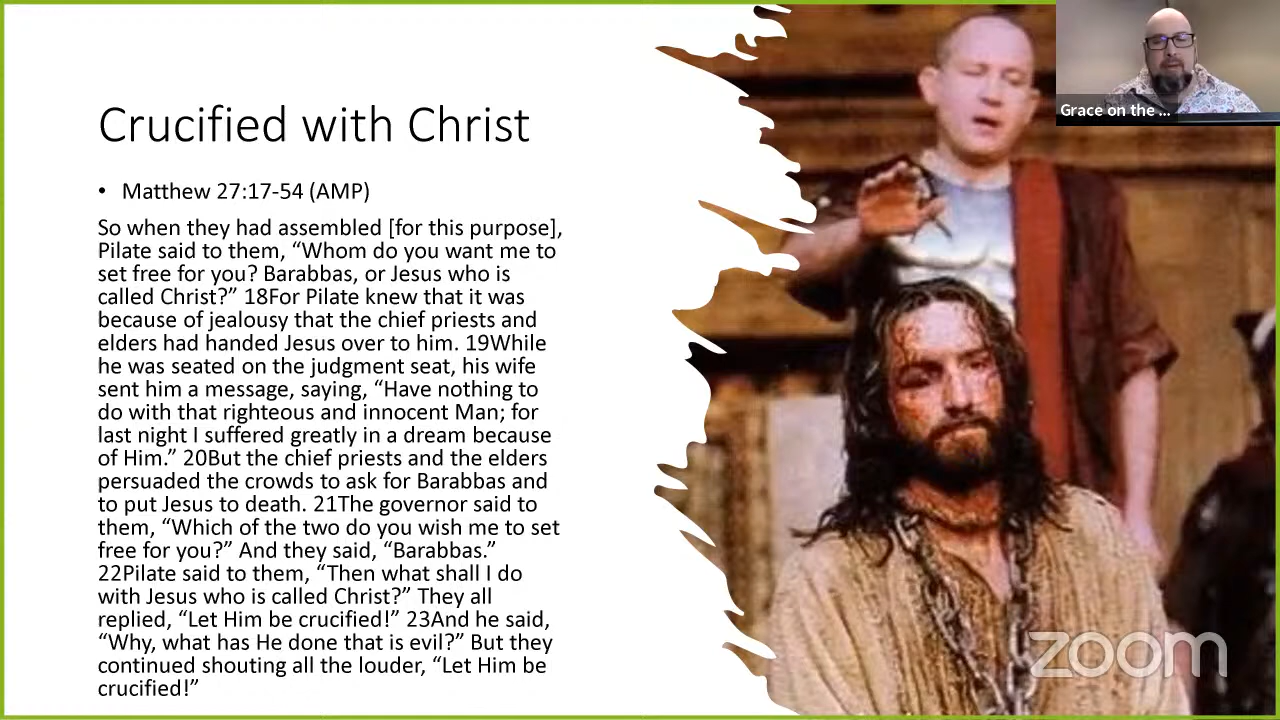 Crucified with Christ
• Matthew 27:17-54 (AMP)
So when they had assembled [for this purpose],
Pilate said to them, “Whom do you want me to
set free for you? Barabbas, or Jesus who is
called Christ?” 18For Pilate knew that it was
because of jealousy that the chief priests and
elders had handed Jesus over to him. 19While
he was seated on the judgment seat, his wife
sent him a message, saying, “Have nothing to
do with that righteous and innocent Man; for
last night I suffered greatly in a dream because
of Him.” 20But the chief priests and the elders
persuaded the crowds to ask for Barabbas and
to put Jesus to death. 21The governor said to
them, “Which of the two do you wish me to set
free for you?” And they said, “Barabbas.”
22Pilate said to them, “Then what shall I do
with Jesus who is called Christ?” They all
replied, “Let Him be crucified!” 23And he said,
“Why, what has He done that is evil?” But they
continued shouting all the louder, “Let Him be
crucified!”
Grace on the ...
zoom